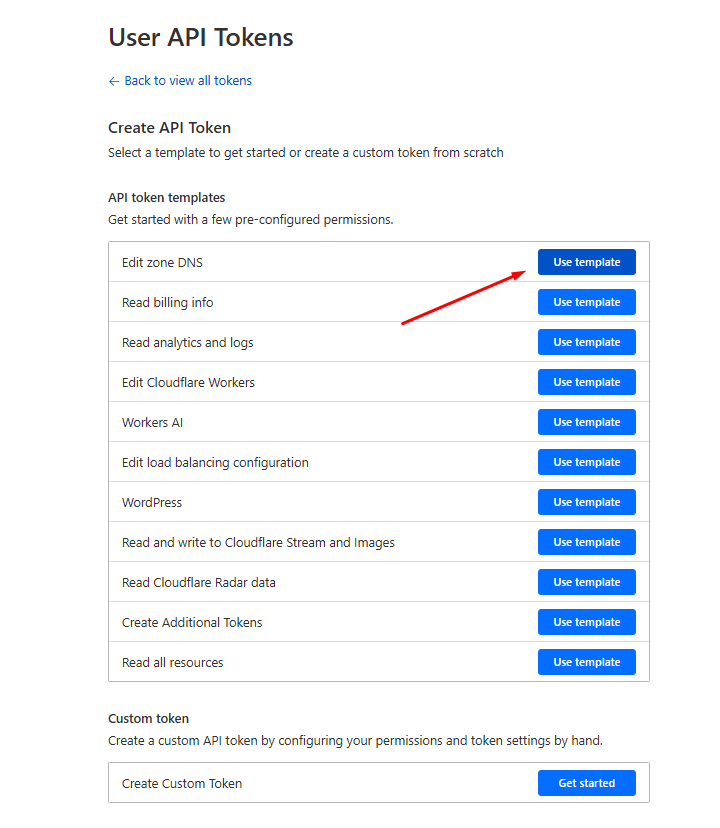 User API Tokens
← Back to view all tokens
Create API Token
Select a template to get started or create a custom token from scratch
API token templates
Get started with a few pre-configured permissions.
Edit zone DNS Use template
Read billing info Use template
Read analytics and logs Use template
Edit Cloudflare Workers Use template
Workers AI Use template
Edit load balancing configuration Use template
WordPress Use template
Read and write to Cloudflare Stream and Images Use template
Read Cloudflare Radar data Use template
Create Additional Tokens Use template
Read all resources Use template
Custom token
Create a custom API token by configuring your permissions and token settings by hand.
Create Custom Token Get started